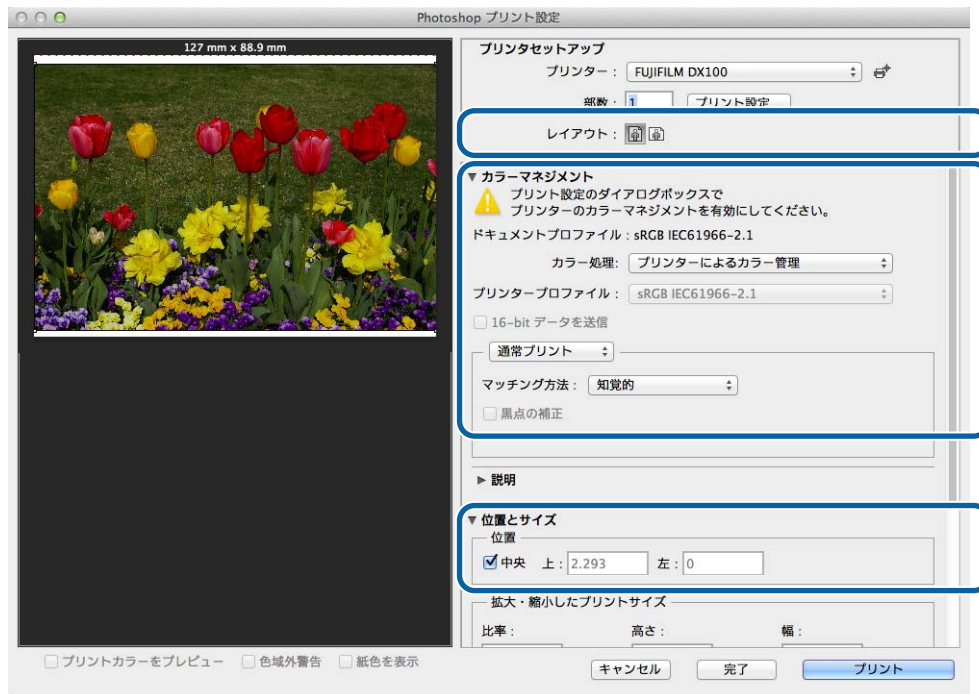 Photoshop プリント設定
127 mm x 88.9 mm
プリンタセットアップ
プリンター： FUJIFILM DX100
部数： 1 プリント設定...
レイアウト：
▼ カラーマネジメント
プリント設定のダイアログボックスで
プリンターのカラーマネジメントを有効にしてください。
ドキュメントプロファイル：sRGB IEC61966-2.1
カラー処理： プリンターによるカラー管理
プリンタープロファイル： sRGB IEC61966-2.1
16-bit データを送信
通常プリント
マッチング方法： 知覚的
黒点の補正
▶ 説明
▼ 位置とサイズ
位置
中央 上：2.293 左：0
拡大・縮小したプリントサイズ
比率： 高さ： 幅：
プリントカラーをプレビュー 色域外警告 紙色を表示
キャンセル 完了 プリント